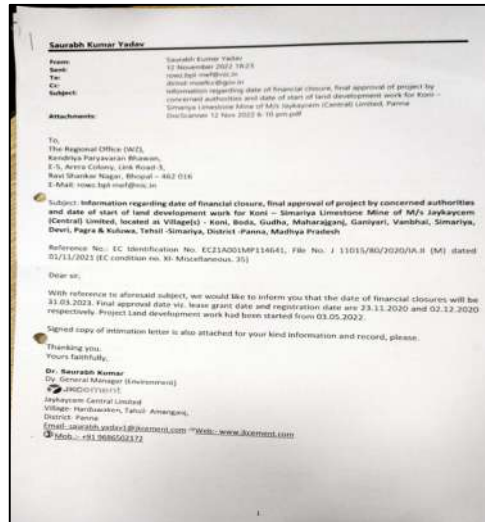 Saurabh Kumar Yadav
From: Saurabh Kumar Yadav
Sent: 12 November 2022 18:23
To: rowz.bpl-mef@nic.in
Cc:
Subject: Information regarding date of financial closure, final approval of project by
concerned authorities and date of start of land development work for Koni –
Simariya Limestone Mine of M/s Jaykaycem (Central) Limited, Panna
Attachments: DocScanner 12 Nov 2022 6-10 pm.pdf
To,
The Regional Office (WZ),
Kendriya Paryavaran Bhawan,
E-5, Arera Colony, Link Road-3,
Ravi Shankar Nagar, Bhopal – 462 016
E-Mail: rowz.bpl-mef@nic.in
Subject: Information regarding date of financial closure, final approval of project by concerned authorities
and date of start of land development work for Koni – Simariya Limestone Mine of M/s Jaykaycem
(Central) Limited, located at Village(s) - Koni, Boda, Gudha, Maharajganj, Ganiyari, Vanbhai, Simariya,
Devri, Pagra & Kuluwa, Tehsil -Simariya, District -Panna, Madhya Pradesh
Reference No.: EC Identification No. EC21A001MP114641, File No. J 11015/80/2020/IA.II (M) dated
01/11/2021 (EC condition no. XI- Miscellaneous. 35)
Dear sir,
With reference to aforesaid subject, we would like to inform you that the date of financial closures will be
31.03.2023. Final approval date viz. lease grant date and registration date are 23.11.2020 and 02.12.2020
respectively. Project Land development work had been started from 03.05.2022.
Signed copy of intimation letter is also attached for your kind information and record, please.
Thanking you.
Yours faithfully,
Dr. Saurabh Kumar
Dy. General Manager (Environment)
JKcement
Jaykaycem Central Limited
Village- Harduwaken, Tahsil- Amanganj,
District- Panna
Email- saurabh.yadav1@jkcement.com Web:- www.jkcement.com
Mob.:- +91 9686502172
1